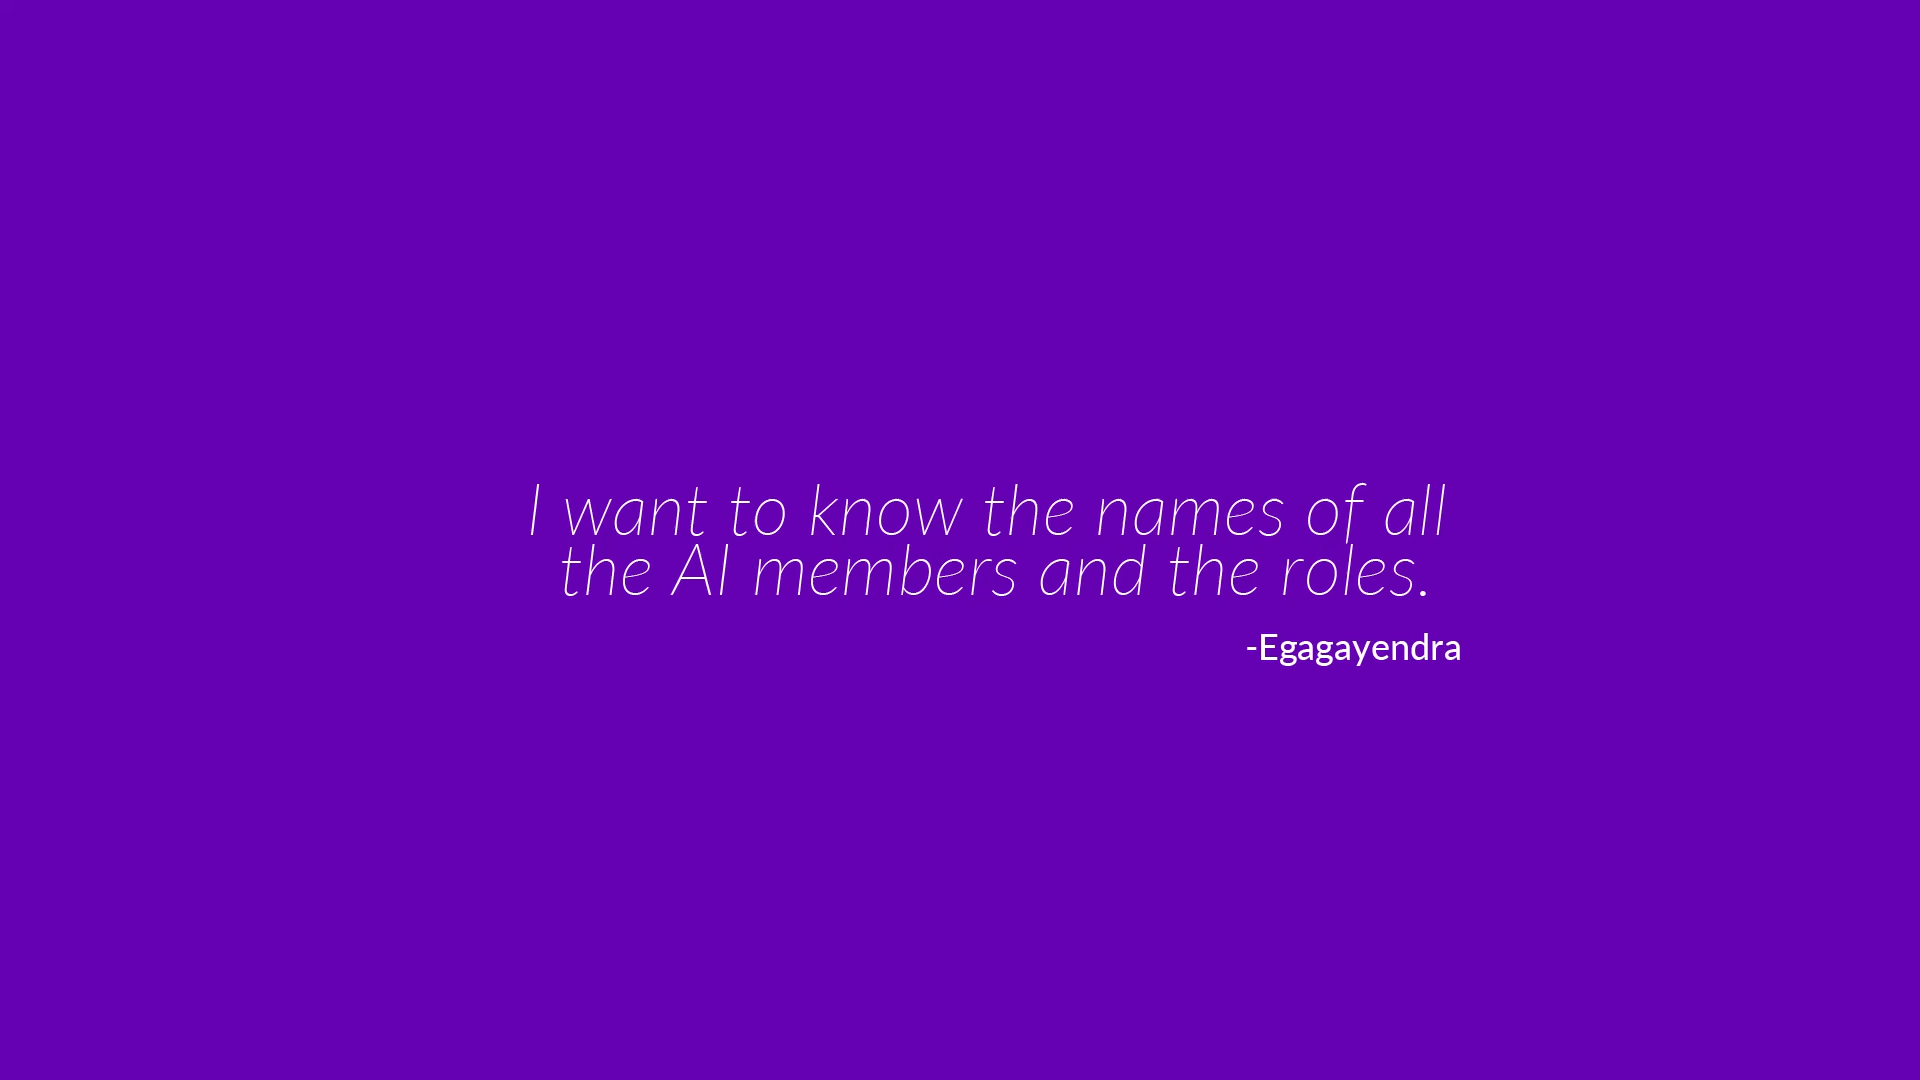 I want to know the names of all
the AI members and the roles.
-Egagayendra